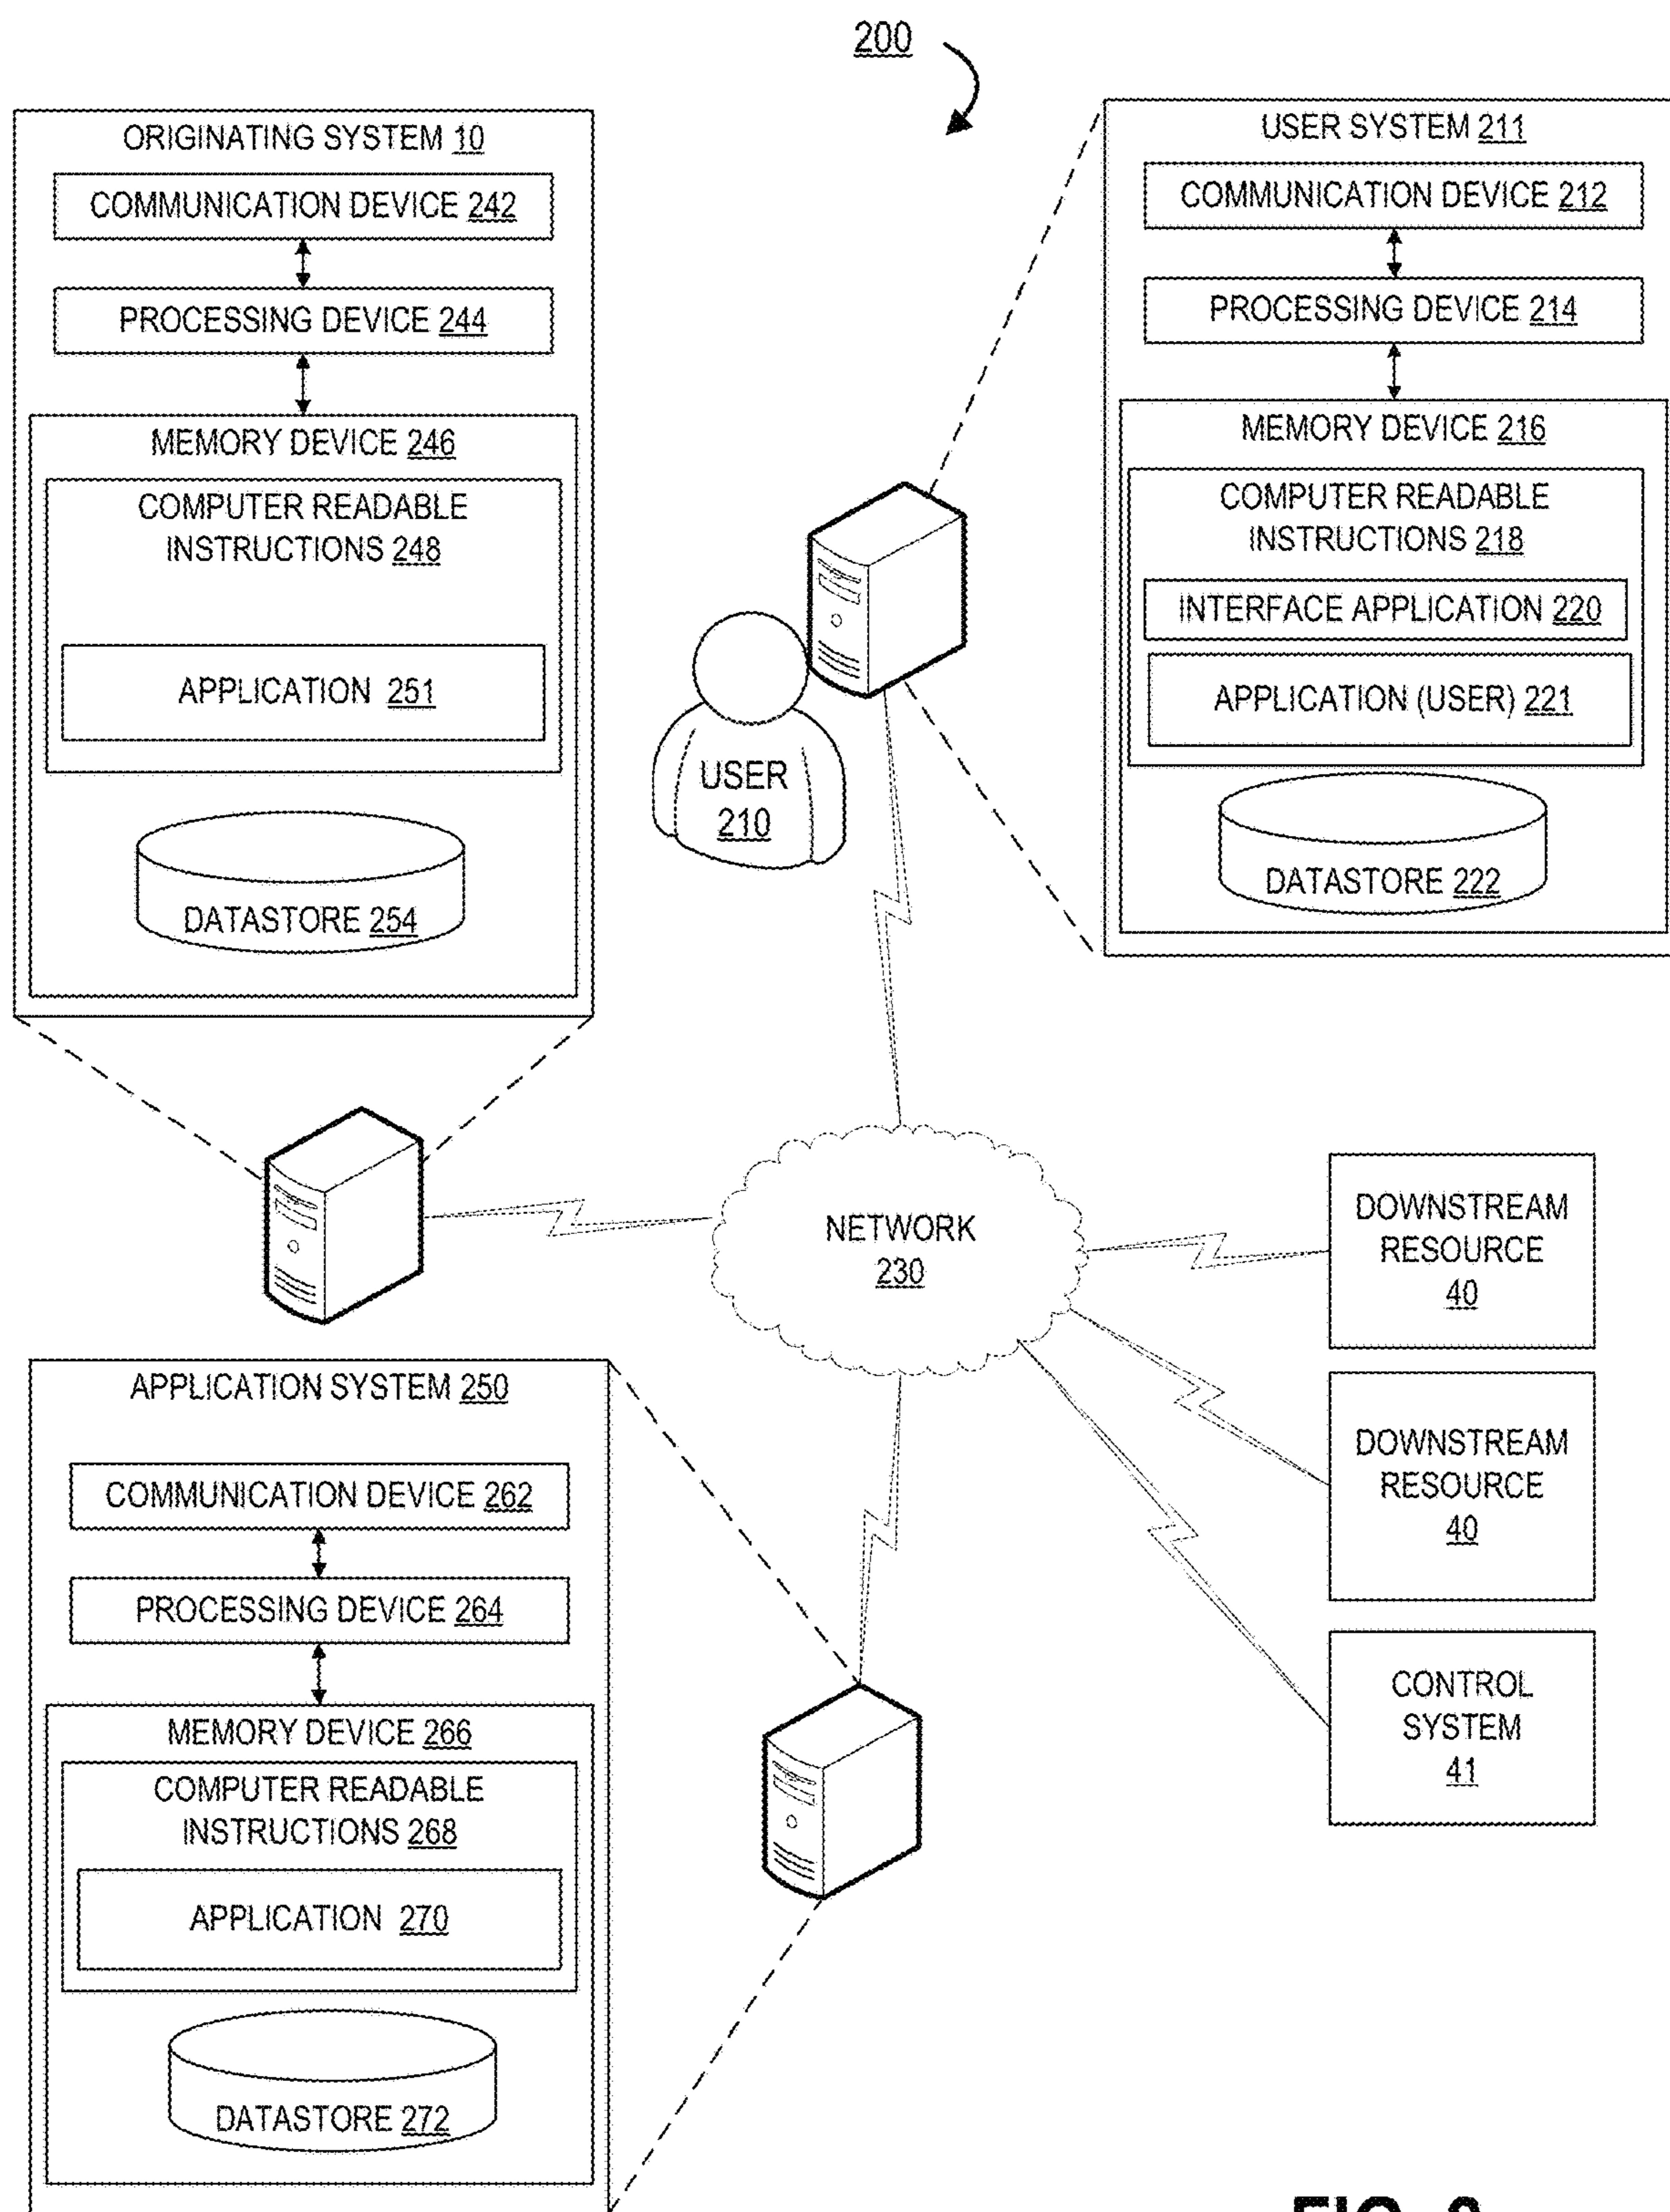 200
ORIGINATING SYSTEM 10
COMMUNICATION DEVICE 242
PROCESSING DEVICE 244
MEMORY DEVICE 246
COMPUTER READABLE
INSTRUCTIONS 248
APPLICATION 251
DATASTORE 254
USER SYSTEM 211
COMMUNICATION DEVICE 212
PROCESSING DEVICE 214
MEMORY DEVICE 216
COMPUTER READABLE
INSTRUCTIONS 218
INTERFACE APPLICATION 220
APPLICATION (USER) 221
DATASTORE 222
USER
210
NETWORK
230
DOWNSTREAM
RESOURCE
40
DOWNSTREAM
RESOURCE
40
CONTROL
SYSTEM
41
APPLICATION SYSTEM 250
COMMUNICATION DEVICE 262
PROCESSING DEVICE 264
MEMORY DEVICE 266
COMPUTER READABLE
INSTRUCTIONS 268
APPLICATION 270
DATASTORE 272
FIG.